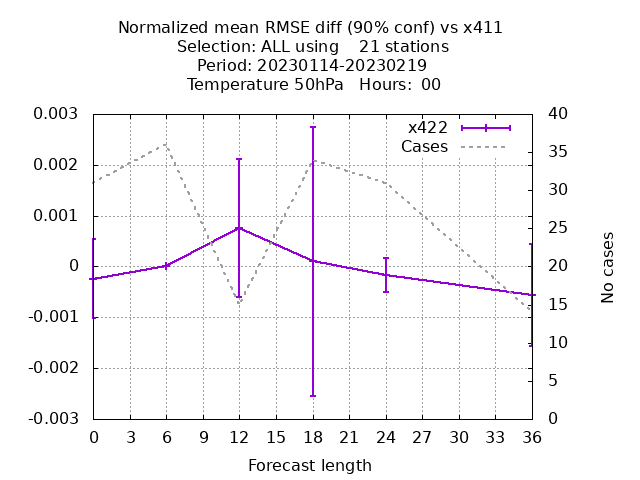 Normalized mean RMSE diff (90% conf) vs x411
Selection: ALL using    21 stations
Period: 20230114-20230219
Temperature 50hPa   Hours:  00
x422
Cases
0.003
0.002
0.001
0
-0.001
-0.002
-0.003
40
35
30
25
20
15
10
5
0
No cases
0 3 6 9 12 15 18 21 24 27 30 33 36
Forecast length